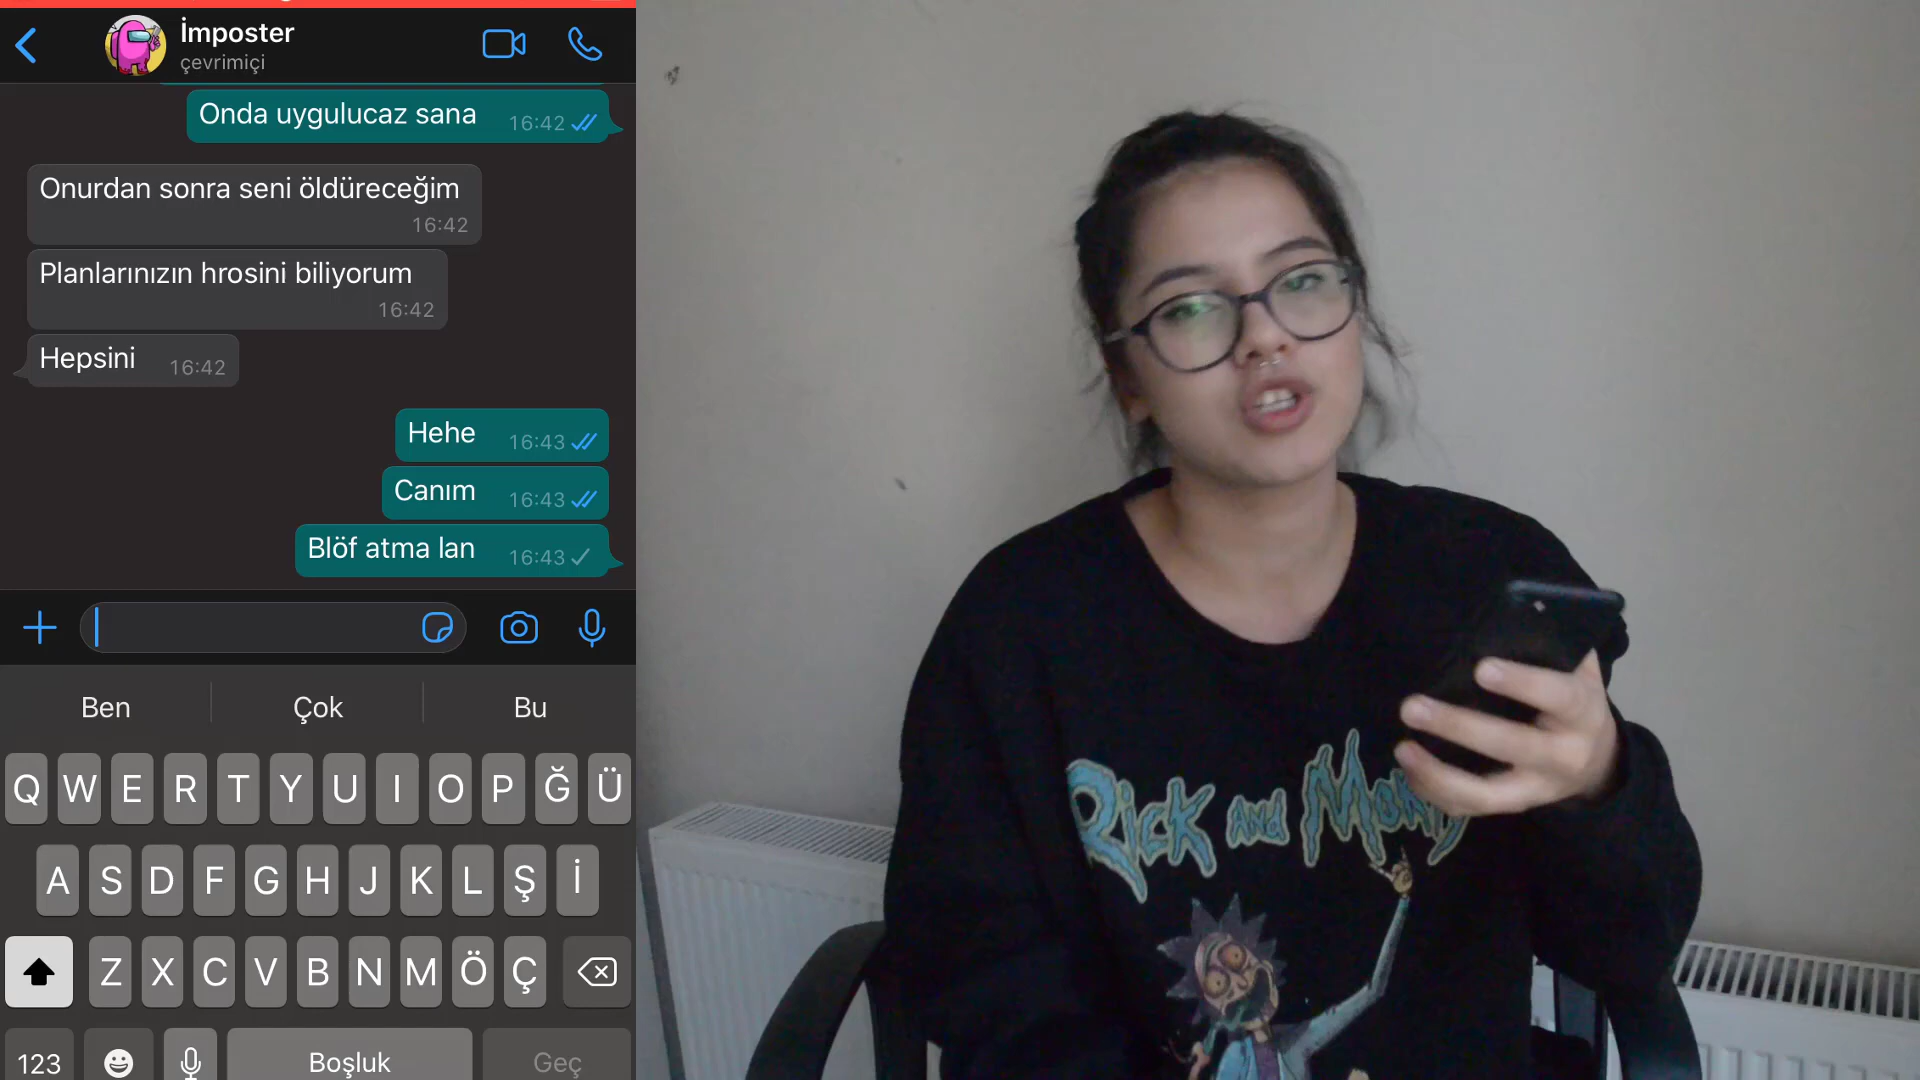 İmposter
çevrimiçi
Onda uygulucaz sana 16:42
Onurdan sonra seni öldüreceğim
16:42
Planlarınızın hrosini biliyorum
16:42
Hepsini 16:42
Hehe 16:43
Canım 16:43
Blöf atma lan 16:43
Ben Çok Bu
Q W E R T Y U I O P Ğ Ü
A S D F G H J K L Ş İ
Z X C V B N M Ö Ç
123 Boşluk Geç
Rick and Morty